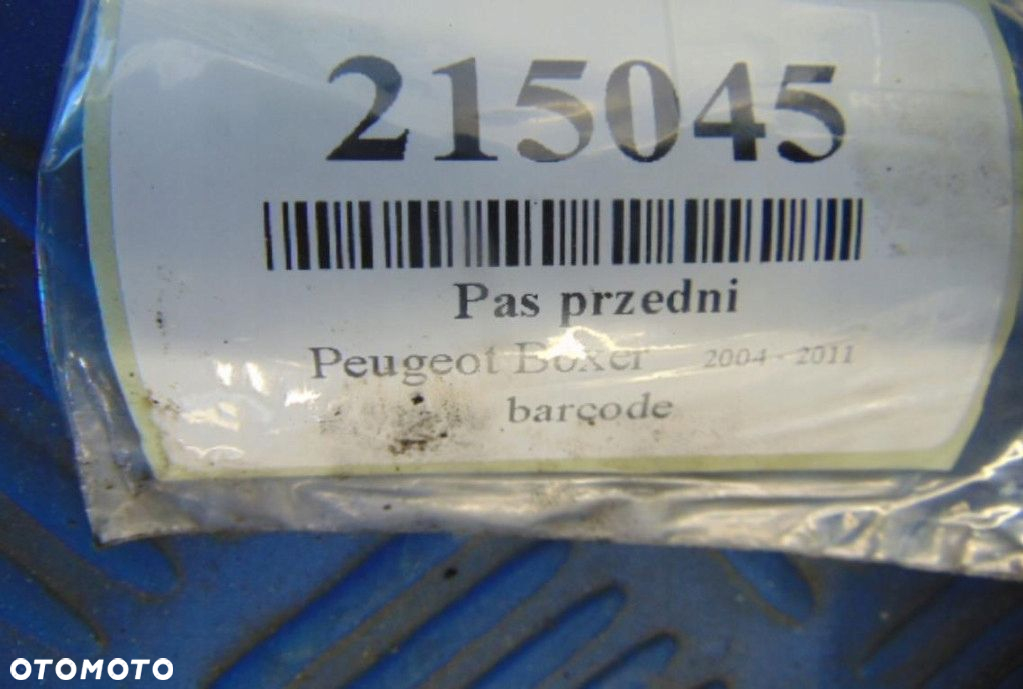 215045
Pas przedni
Peugeot Boxer 2004 - 2011
barcode
OTOMOTO